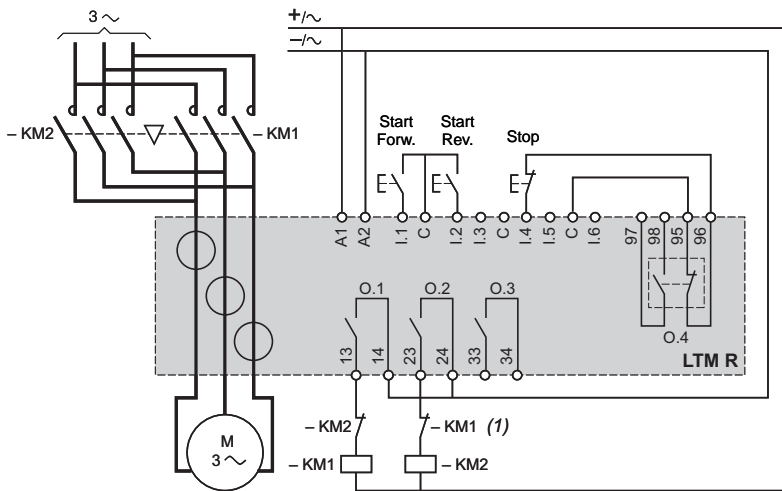 3 ∼
+/∼
−/∼
Start Forw.
Start Rev.
Stop
– KM2
– KM1
A1
A2
I.1
C
I.2
I.3
C
I.4
I.5
C
I.6
97
98
95
96
O.1
O.2
O.3
O.4
13
14
23
24
33
34
LTM R
M
3 ∼
– KM2
– KM1 (1)
– KM1
– KM2